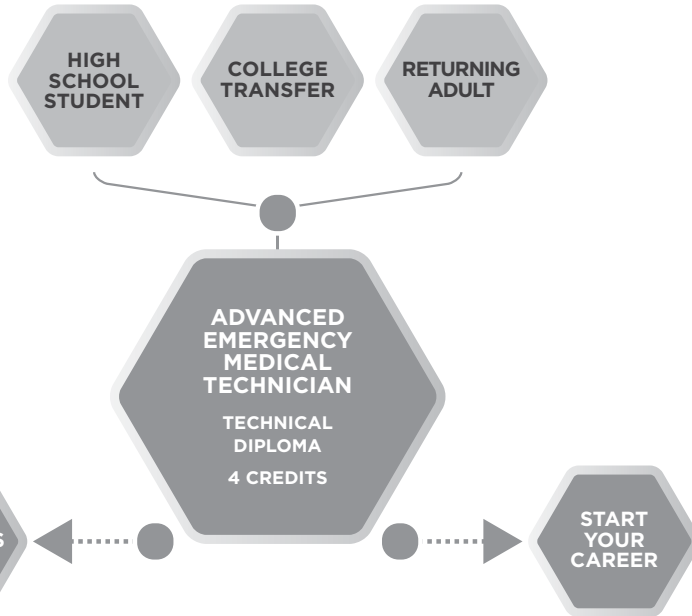 HIGH
SCHOOL
STUDENT
COLLEGE
TRANSFER
RETURNING
ADULT
ADVANCED
EMERGENCY
MEDICAL
TECHNICIAN
TECHNICAL
DIPLOMA
4 CREDITS
START
YOUR
CAREER